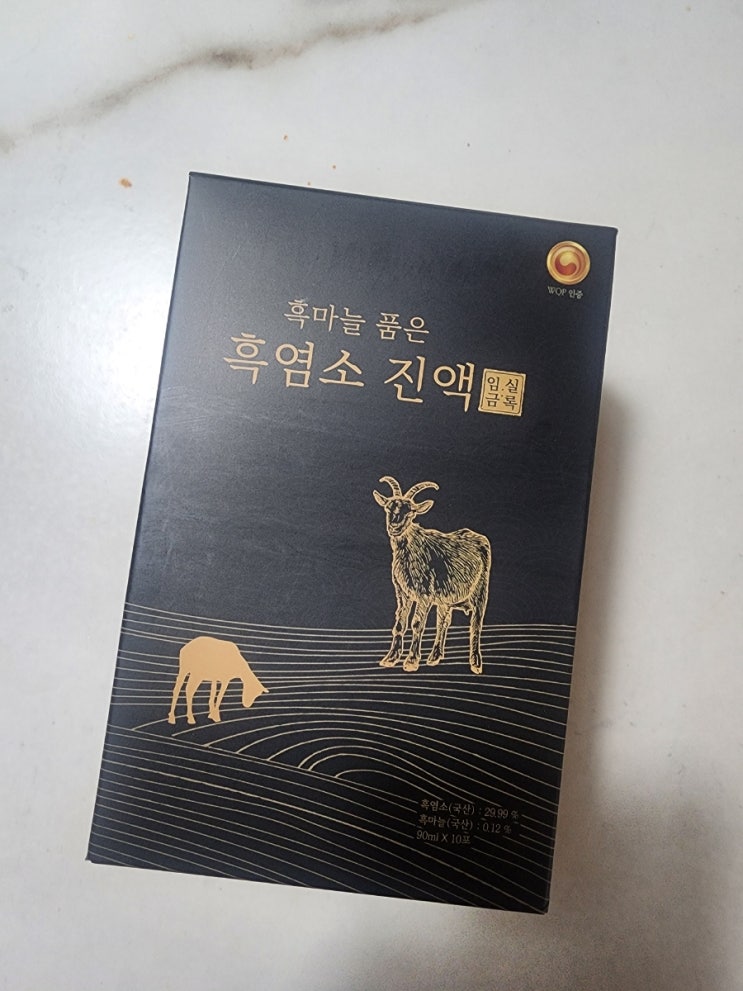 WQP 인증
흑마늘 품은
흑염소 진액
임실
금록
흑염소(국산) : 29.99 %
흑마늘(국산) : 0.12 %
90ml X 10포